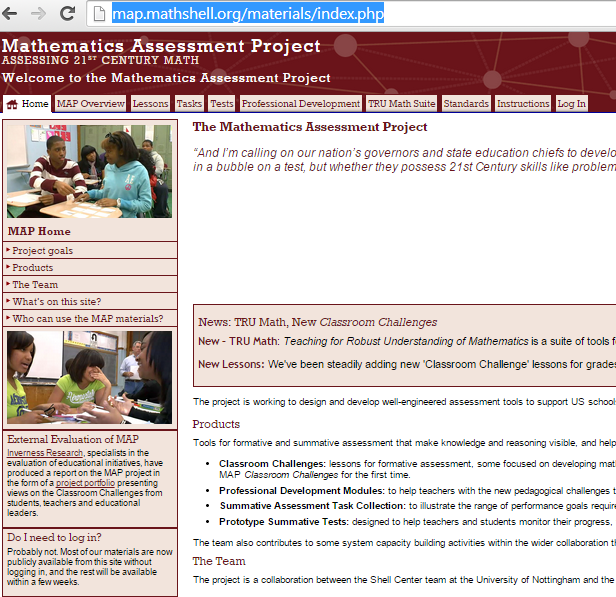 map.mathshell.org/materials/index.php
Mathematics Assessment Project
ASSESSING 21ST CENTURY MATH
Welcome to the Mathematics Assessment Project
Home MAP Overview Lessons Tasks Tests Professional Development TRU Math Suite Standards Instructions Log In
MAP Home
Project goals
Products
The Team
What's on this site?
Who can use the MAP materials?
External Evaluation of MAP
Inverness Research, specialists in the
evaluation of educational initiatives, have
produced a report on the MAP project in
the form of a project portfolio presenting
views on the Classroom Challenges from
students, teachers and educational
leaders.
Do I need to log in?
Probably not. Most of our materials are now
publicly available from this site without
logging in, and the rest will be available
within a few weeks.
The Mathematics Assessment Project
"And I'm calling on our nation's governors and state education chiefs to develo
in a bubble on a test, but whether they possess 21st Century skills like problem
News: TRU Math, New Classroom Challenges
New - TRU Math: Teaching for Robust Understanding of Mathematics is a suite of tools f
New Lessons: We've been steadily adding new 'Classroom Challenge' lessons for grades
The project is working to design and develop well-engineered assessment tools to support US school
Products
Tools for formative and summative assessment that make knowledge and reasoning visible, and help
• Classroom Challenges: lessons for formative assessment, some focused on developing mat
MAP Classroom Challenges for the first time.
• Professional Development Modules: to help teachers with the new pedagogical challenges t
• Summative Assessment Task Collection: to illustrate the range of performance goals require
• Prototype Summative Tests: designed to help teachers and students monitor their progress,
The team also contributes to some system capacity building activities within the wider collaboration th
The Team
The project is a collaboration between the Shell Center team at the University of Nottingham and the